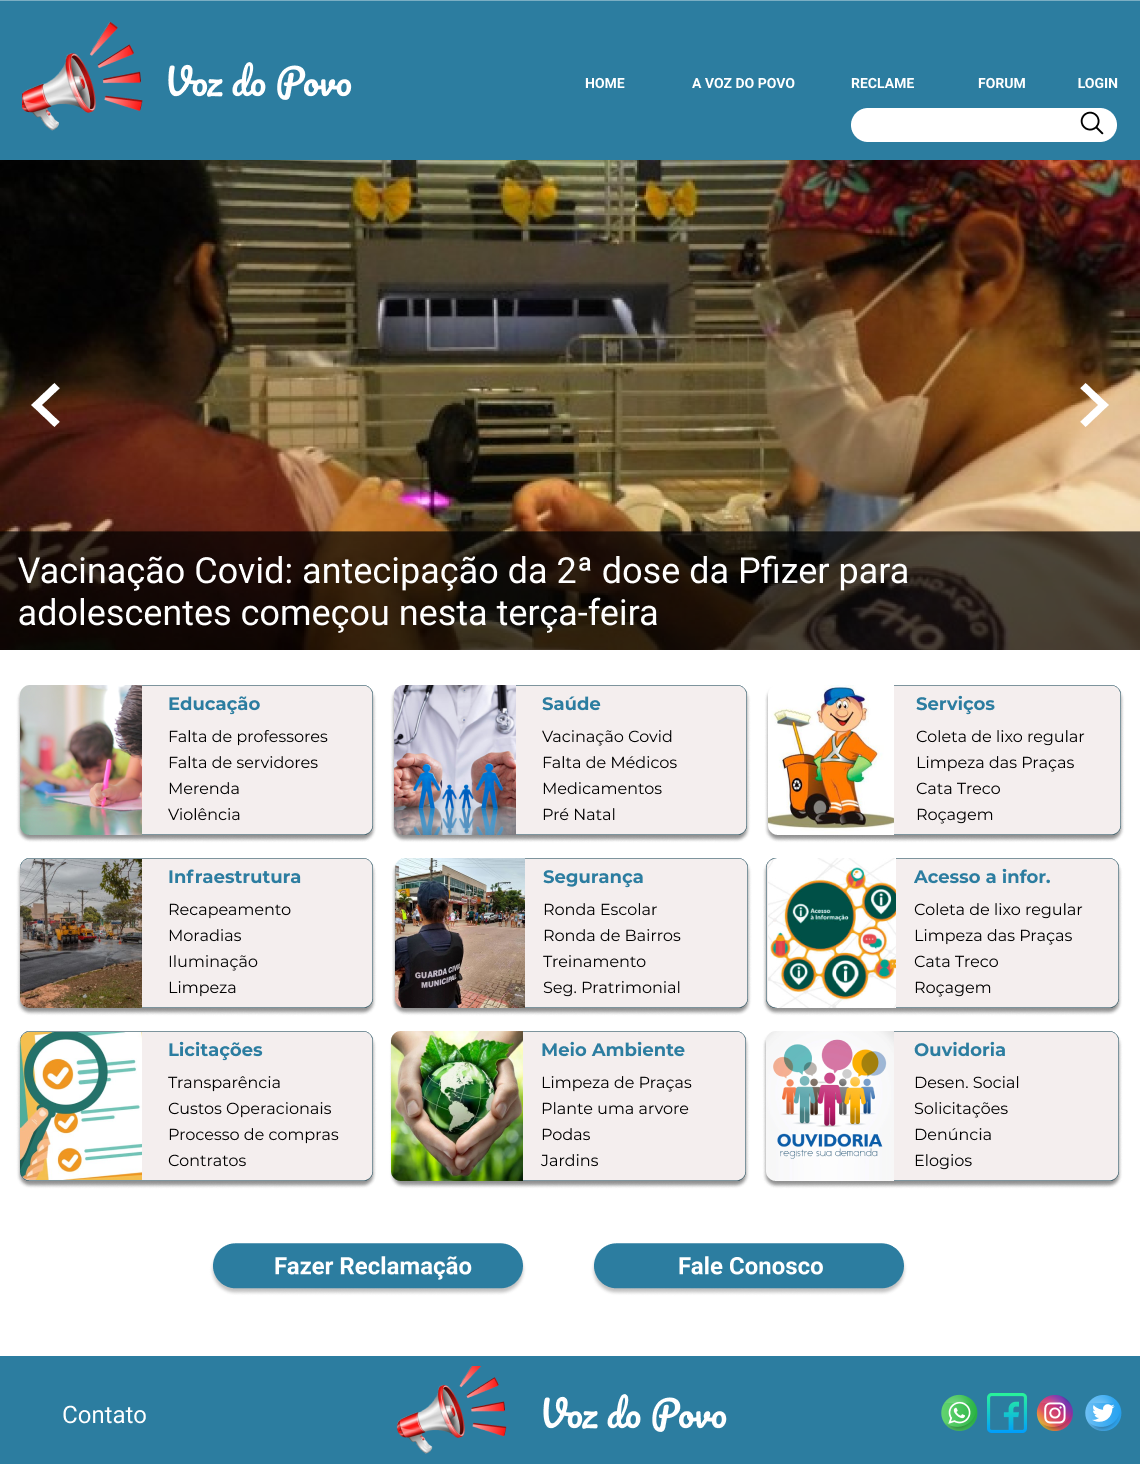 Voz do Povo
HOME
A VOZ DO POVO
RECLAME
FORUM
LOGIN
Vacinação Covid: antecipação da 2ª dose da Pfizer para
adolescentes começou nesta terça-feira
FHO
Educação
Falta de professores
Falta de servidores
Merenda
Violência
Saúde
Vacinação Covid
Falta de Médicos
Medicamentos
Pré Natal
Serviços
Coleta de lixo regular
Limpeza das Praças
Cata Treco
Roçagem
Infraestrutura
Recapeamento
Moradias
Iluminação
Limpeza
GUARDA CIVIL
MUNICIPAL
Segurança
Ronda Escolar
Ronda de Bairros
Treinamento
Seg. Pratrimonial
Acesso
à Informação
Acesso a infor.
Coleta de lixo regular
Limpeza das Praças
Cata Treco
Roçagem
Licitações
Transparência
Custos Operacionais
Processo de compras
Contratos
Meio Ambiente
Limpeza de Praças
Plante uma arvore
Podas
Jardins
OUVIDORIA
registre sua demanda
Ouvidoria
Desen. Social
Solicitações
Denúncia
Elogios
Fazer Reclamação
Fale Conosco
Contato
Voz do Povo